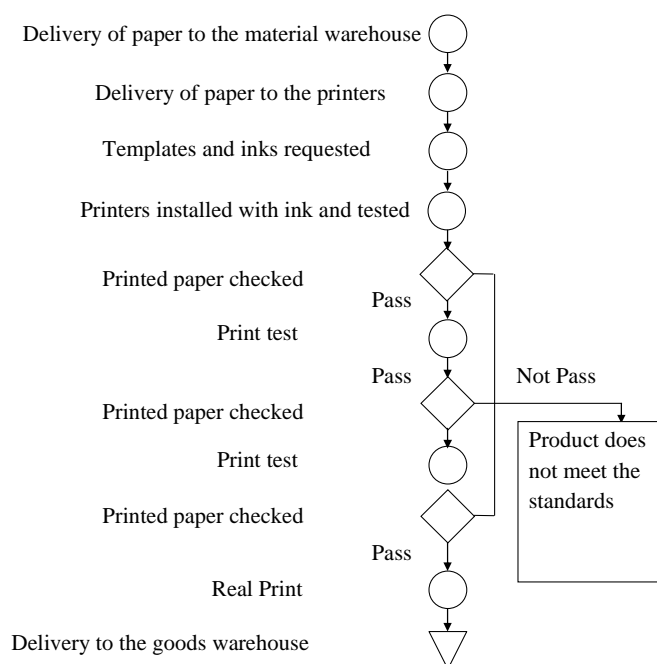 Delivery of paper to the material warehouse
Delivery of paper to the printers
Templates and inks requested
Printers installed with ink and tested
Printed paper checked
Pass
Print test
Pass
Not Pass
Printed paper checked
Product does
not meet the
standards
Print test
Printed paper checked
Pass
Real Print
Delivery to the goods warehouse